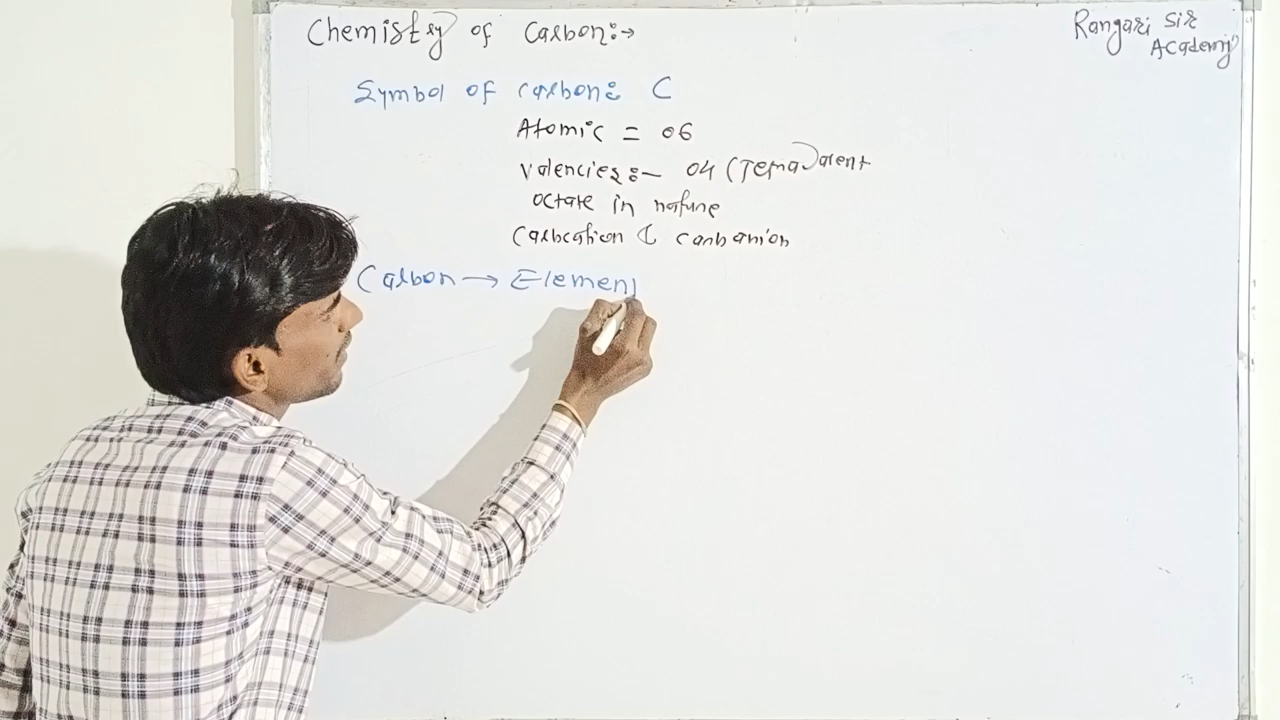 Chemistry of Carbon:→
Rangari Sir
Academy
Symbol of carbon: C
Atomic = 06
Valencies:- 04 (Tetravalent
octate in nature
Carbcation & carbanion
Carbon → Element